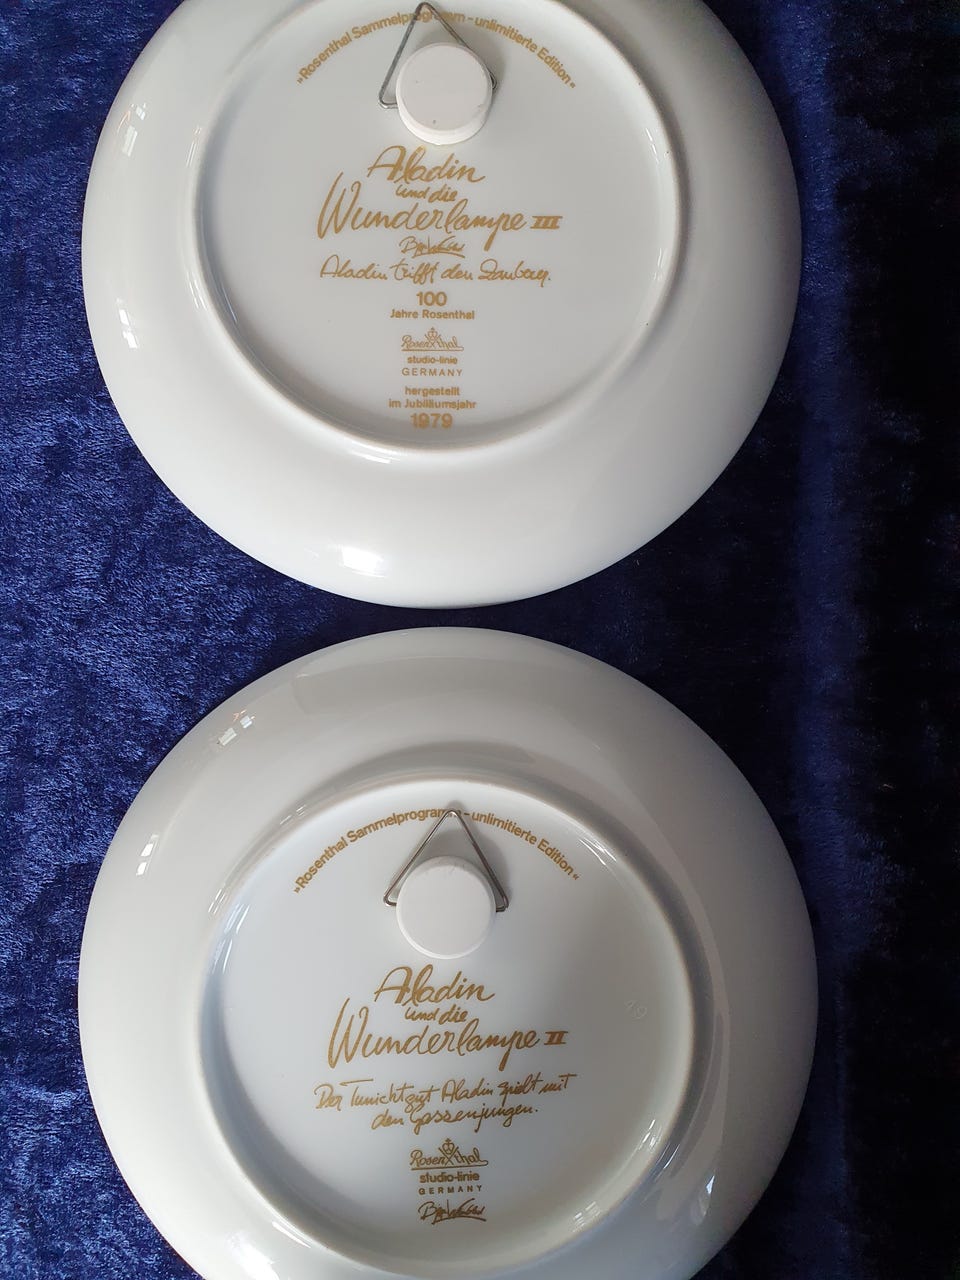 »Rosenthal Sammelprogramm - unlimitierte Edition«
Aladin
und die
Wunderlampe III
Aladin trifft den Zauberer.
100
Jahre Rosenthal
Rosenthal
studio-linie
GERMANY
hergestellt
im Jubiläumsjahr
1979
»Rosenthal Sammelprogramm - unlimitierte Edition«
Aladin
und die
Wunderlampe II
Der Tunichtgut Aladin spielt mit
den Gassenjungen.
Rosenthal
studio-linie
GERMANY